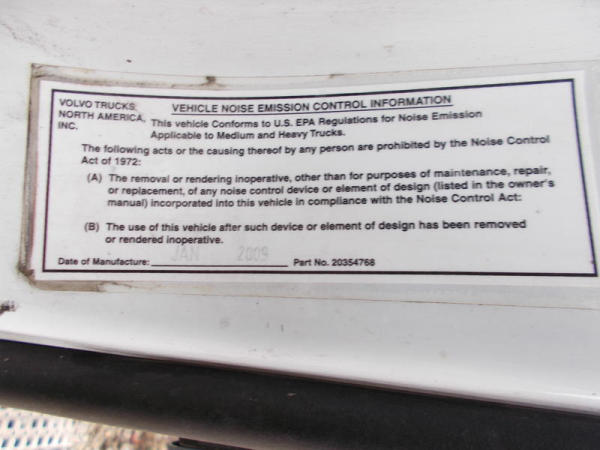 VOLVO TRUCKS
NORTH AMERICA,
INC.
VEHICLE NOISE EMISSION CONTROL INFORMATION
This vehicle Conforms to U.S. EPA Regulations for Noise Emission
Applicable to Medium and Heavy Trucks.
The following acts or the causing thereof by any person are prohibited by the Noise Control
Act of 1972:
(A) The removal or rendering inoperative, other than for purposes of maintenance, repair,
or replacement, of any noise control device or element of design (listed in the owner's
manual) incorporated into this vehicle in compliance with the Noise Control Act:
(B) The use of this vehicle after such device or element of design has been removed
or rendered inoperative.
Date of Manufacture: JAN 2009 Part No. 20354768